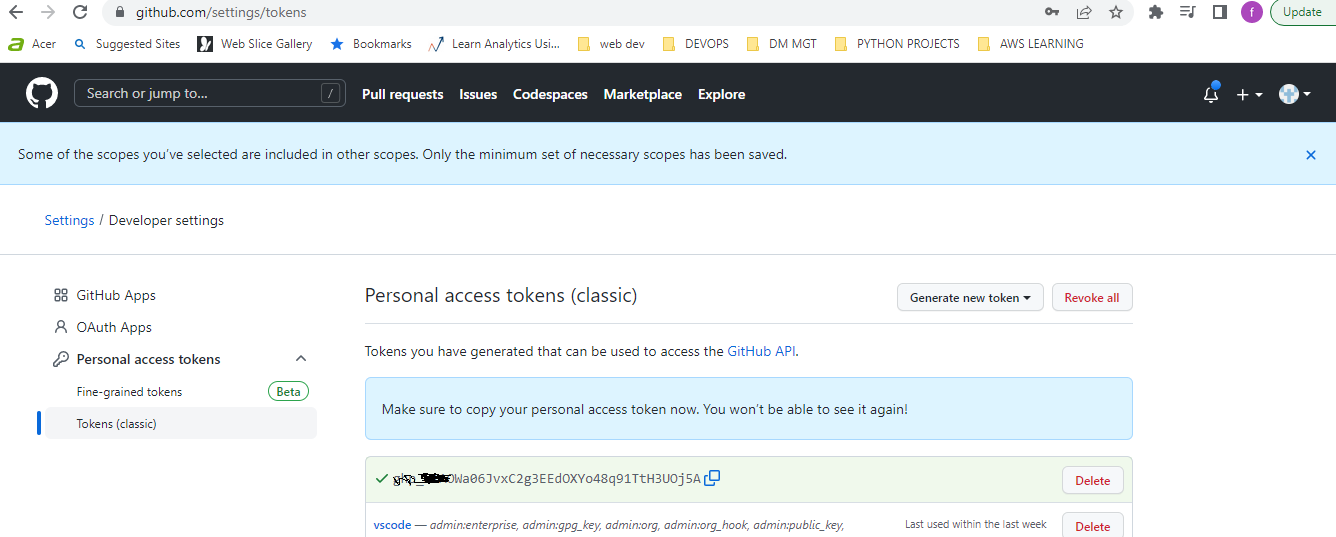 github.com/settings/tokens
f
Update
Acer
Suggested Sites
Web Slice Gallery
Bookmarks
Learn Analytics Usi...
web dev
DEVOPS
DM MGT
PYTHON PROJECTS
AWS LEARNING
Search or jump to...
/
Pull requests
Issues
Codespaces
Marketplace
Explore
Some of the scopes you've selected are included in other scopes. Only the minimum set of necessary scopes has been saved.
Settings / Developer settings
GitHub Apps
OAuth Apps
Personal access tokens
Fine-grained tokens
Beta
Tokens (classic)
Personal access tokens (classic)
Generate new token
Revoke all
Tokens you have generated that can be used to access the GitHub API.
Make sure to copy your personal access token now. You won't be able to see it again!
Delete
vscode — admin:enterprise, admin:gpg_key, admin:org, admin:org_hook, admin:public_key,
Last used within the last week
Delete